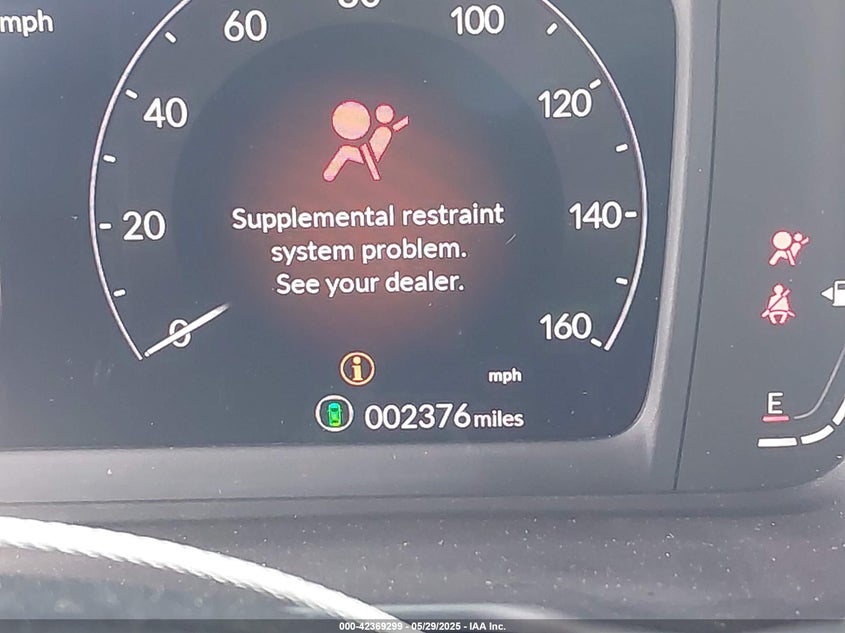 mph
60
80
100
40
120
20
140
0
160
Supplemental restraint
system problem.
See your dealer.
mph
002376 miles
E
000-42369299 - 05/29/2025 - IAA Inc.